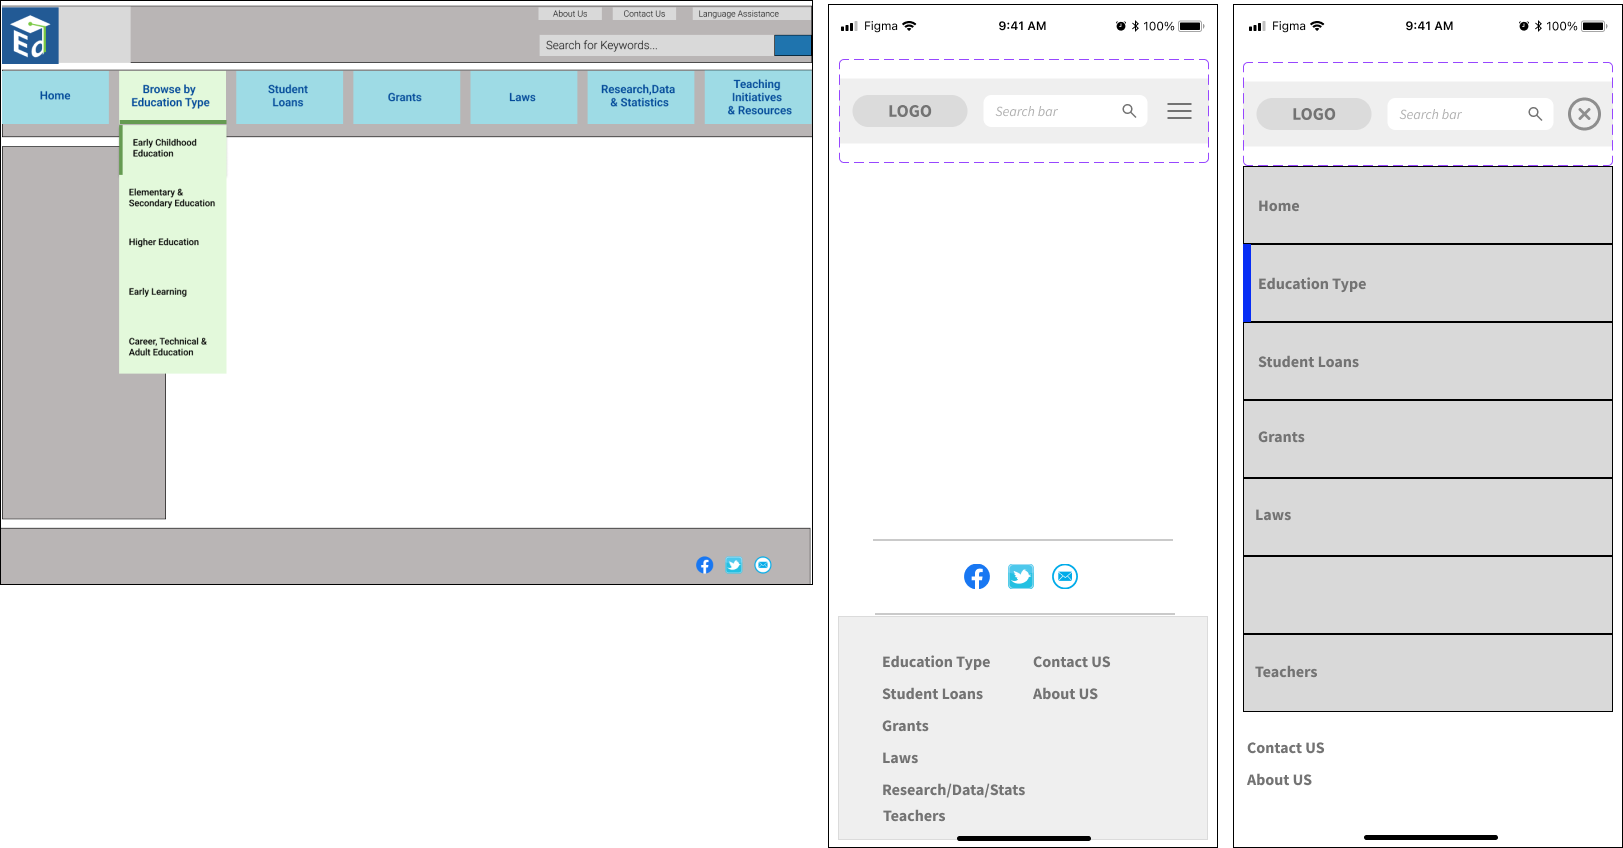 Ed
About Us
Contact Us
Language Assistance
Search for Keywords...
Home
Browse by
Education Type
Student
Loans
Grants
Laws
Research,Data
& Statistics
Teaching
Initiatives
& Resources
Early Childhood
Education
Elementary &
Secondary Education
Higher Education
Early Learning
Career, Technical &
Adult Education
Figma
9:41 AM
100%
LOGO
Search bar
Education Type
Contact US
Student Loans
About US
Grants
Laws
Research/Data/Stats
Teachers
Figma
9:41 AM
100%
LOGO
Search bar
Home
Education Type
Student Loans
Grants
Laws
Teachers
Contact US
About US